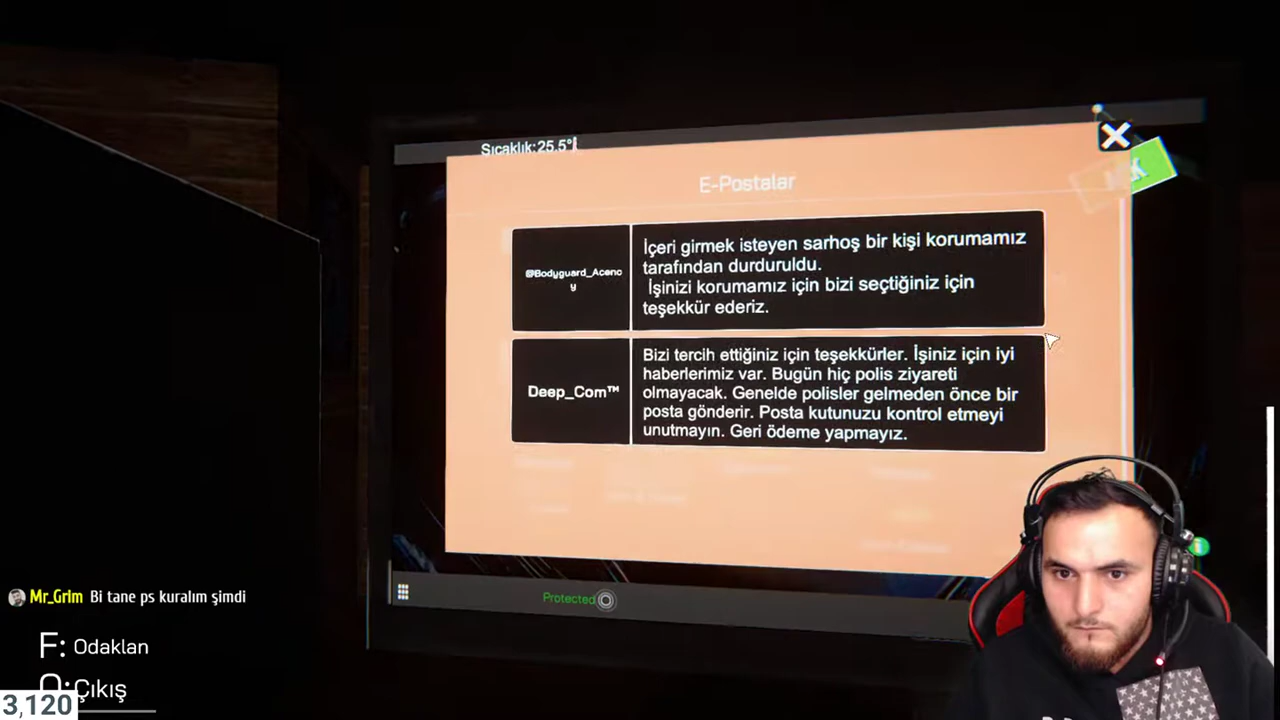 Sıcaklık:25.5°
E-Postalar
@Bodyguard_Acenc
y
İçeri girmek isteyen sarhoş bir kişi korumamız
tarafından durduruldu.
İşinizi korumamız için bizi seçtiğiniz için
teşekkür ederiz.
Deep_Com™
Bizi tercih ettiğiniz için teşekkürler. İşiniz için iyi
haberlerimiz var. Bugün hiç polis ziyareti
olmayacak. Genelde polisler gelmeden önce bir
posta gönderir. Posta kutunuzu kontrol etmeyi
unutmayın. Geri ödeme yapmayız.
Protected
Mr_Grim Bi tane ps kuralım şimdi
F: Odaklan
Q: Çıkış
3,120